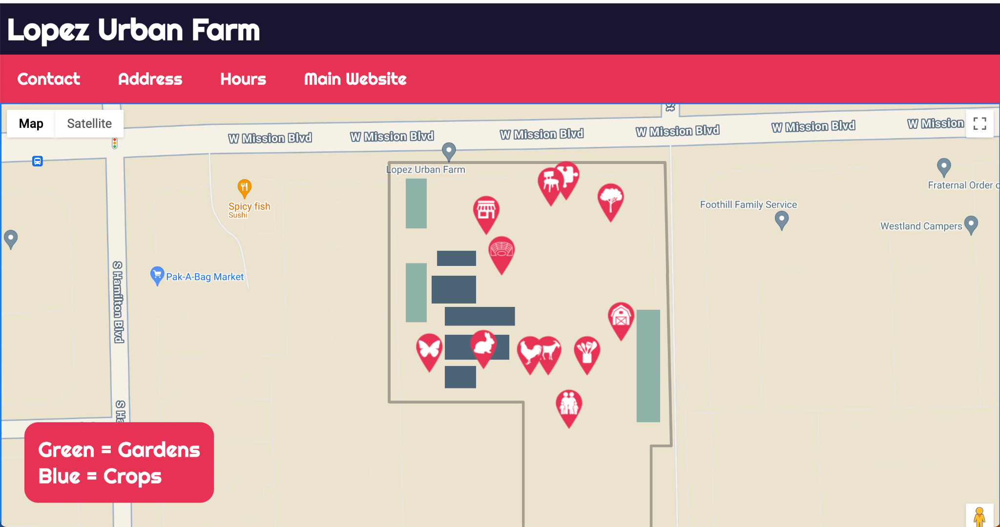 Lopez Urban Farm
Contact Address Hours Main Website
Map Satellite
W Mission Blvd
W Mission Blvd
W Mission Blvd
W Mission Blvd
W Mission Blvd
W Mission
St
Lopez Urban Farm
Spicy fish
Sushi
Fraternal Order o
Foothill Family Service
Westland Campers
S Hamilton Blvd
Pak-A-Bag Market
S Ha
Green = Gardens
Blue = Crops